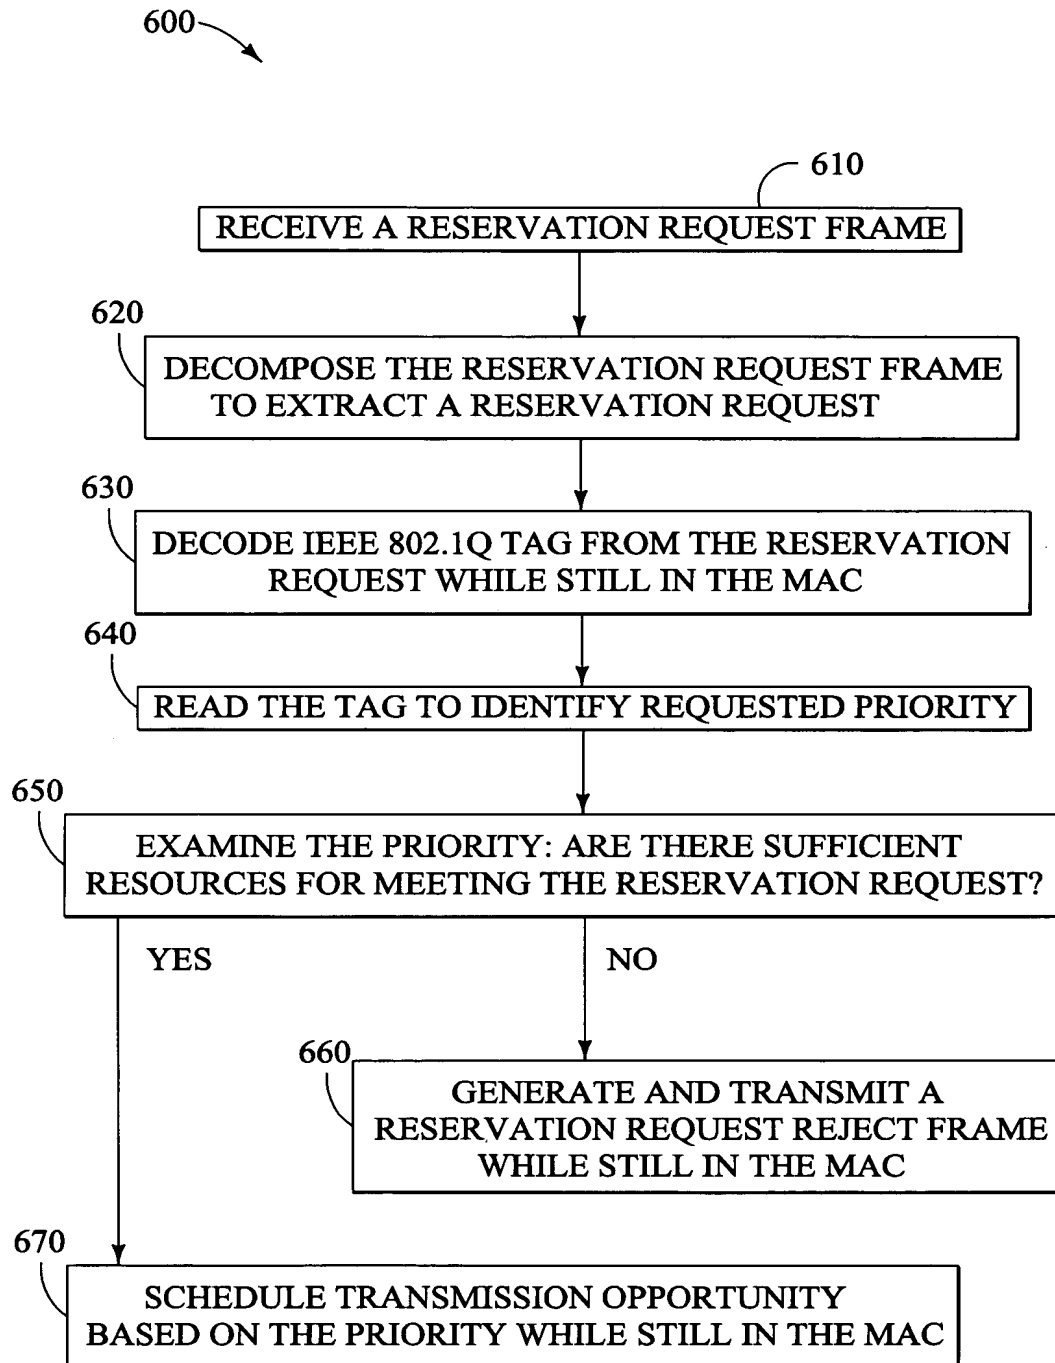 600
610
RECEIVE A RESERVATION REQUEST FRAME
620
DECOMPOSE THE RESERVATION REQUEST FRAME
TO EXTRACT A RESERVATION REQUEST
630
DECODE IEEE 802.1Q TAG FROM THE RESERVATION
REQUEST WHILE STILL IN THE MAC
640
READ THE TAG TO IDENTIFY REQUESTED PRIORITY
650
EXAMINE THE PRIORITY: ARE THERE SUFFICIENT
RESOURCES FOR MEETING THE RESERVATION REQUEST?
YES
NO
660
GENERATE AND TRANSMIT A
RESERVATION REQUEST REJECT FRAME
WHILE STILL IN THE MAC
670
SCHEDULE TRANSMISSION OPPORTUNITY
BASED ON THE PRIORITY WHILE STILL IN THE MAC